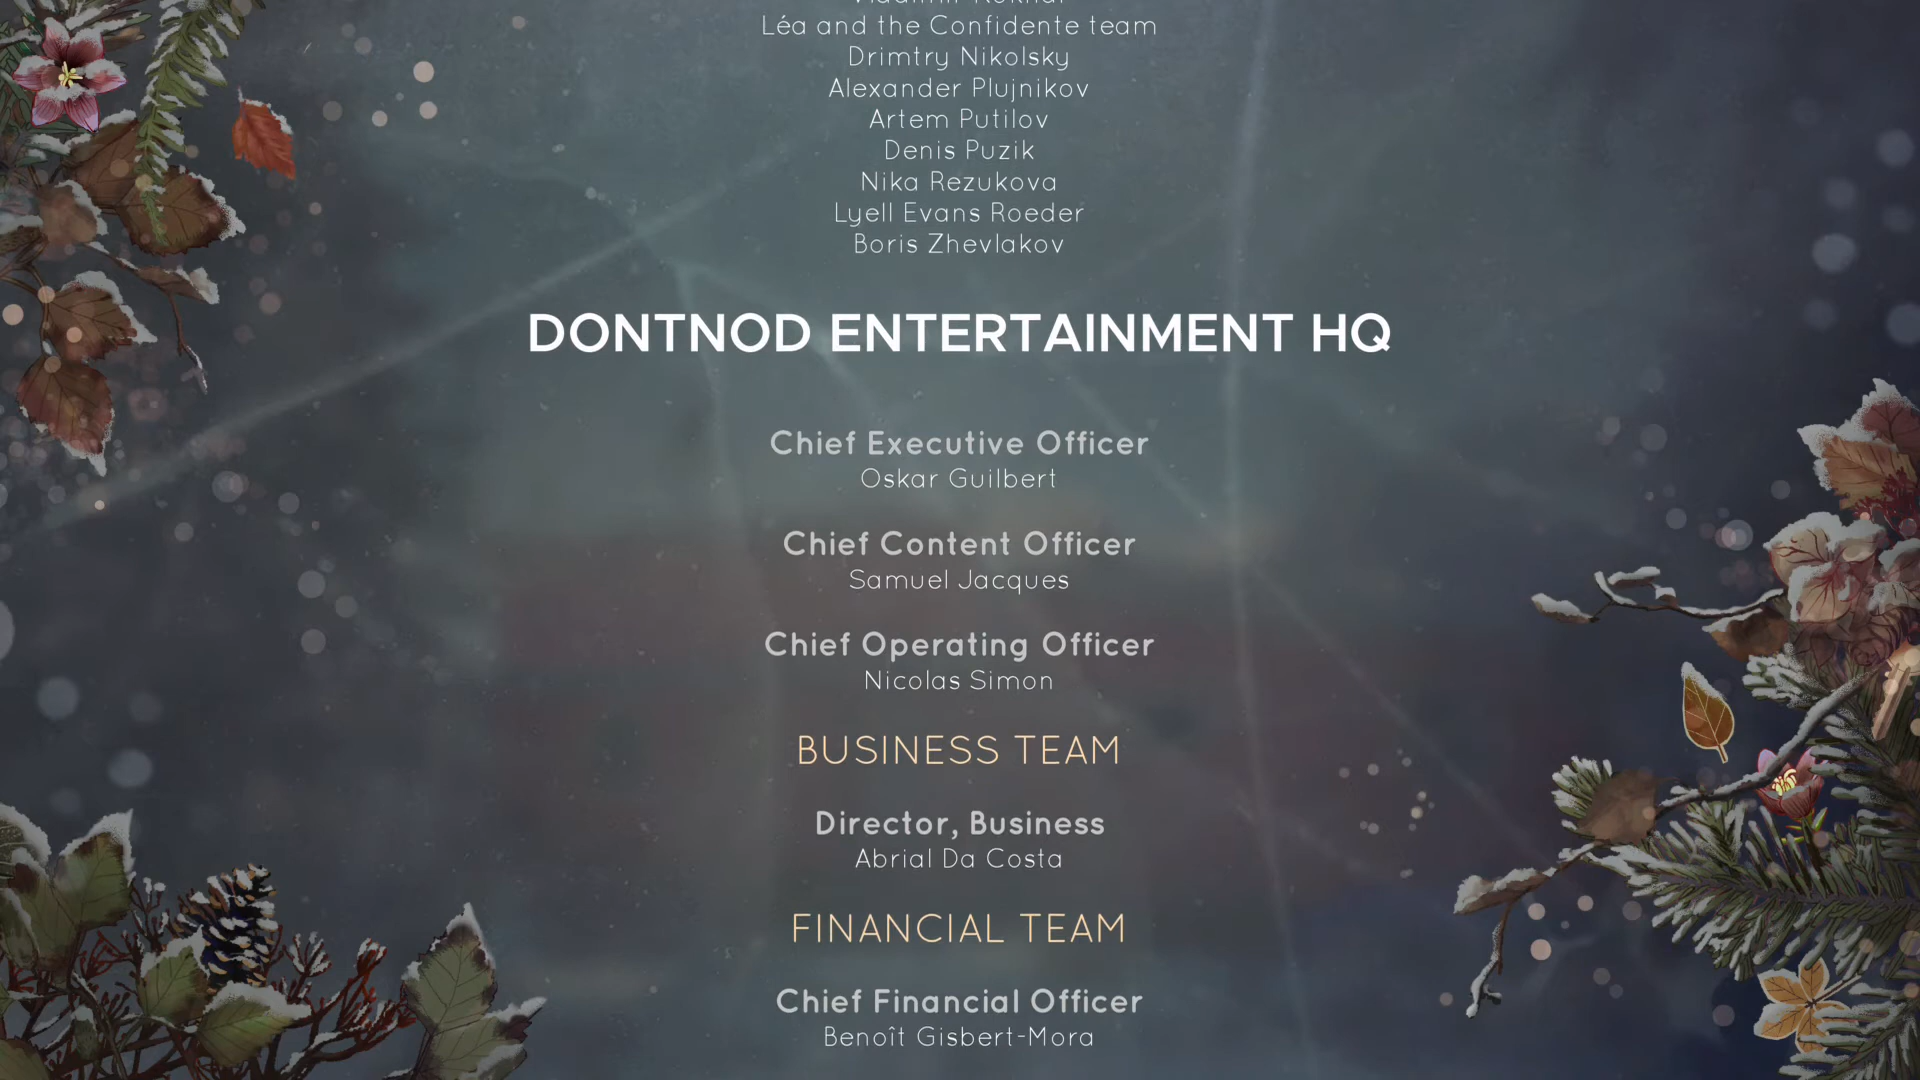 Léa and the Confidente team
Drimtry Nikolsky
Alexander Plujnikov
Artem Putilov
Denis Puzik
Nika Rezukova
Lyell Evans Roeder
Boris Zhevlakov
DONTNOD ENTERTAINMENT HQ
Chief Executive Officer
Oskar Guilbert
Chief Content Officer
Samuel Jacques
Chief Operating Officer
Nicolas Simon
BUSINESS TEAM
Director, Business
Abrial Da Costa
FINANCIAL TEAM
Chief Financial Officer
Benoît Gisbert-Mora